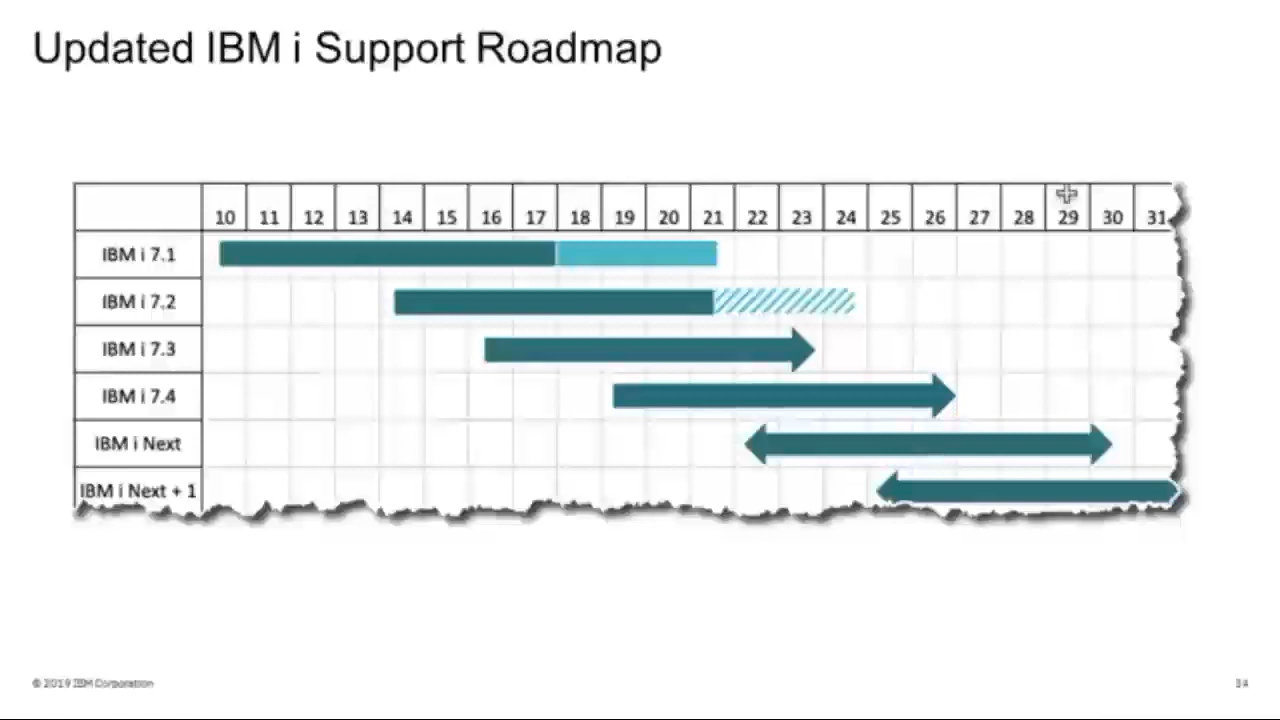 Updated IBM i Support Roadmap
10 11 12 13 14 15 16 17 18 19 20 21 22 23 24 25 26 27 28 29 30 31
IBM i 7.1
IBM i 7.2
IBM i 7.3
IBM i 7.4
IBM i Next
IBM i Next + 1
© 2019 IBM Corporation